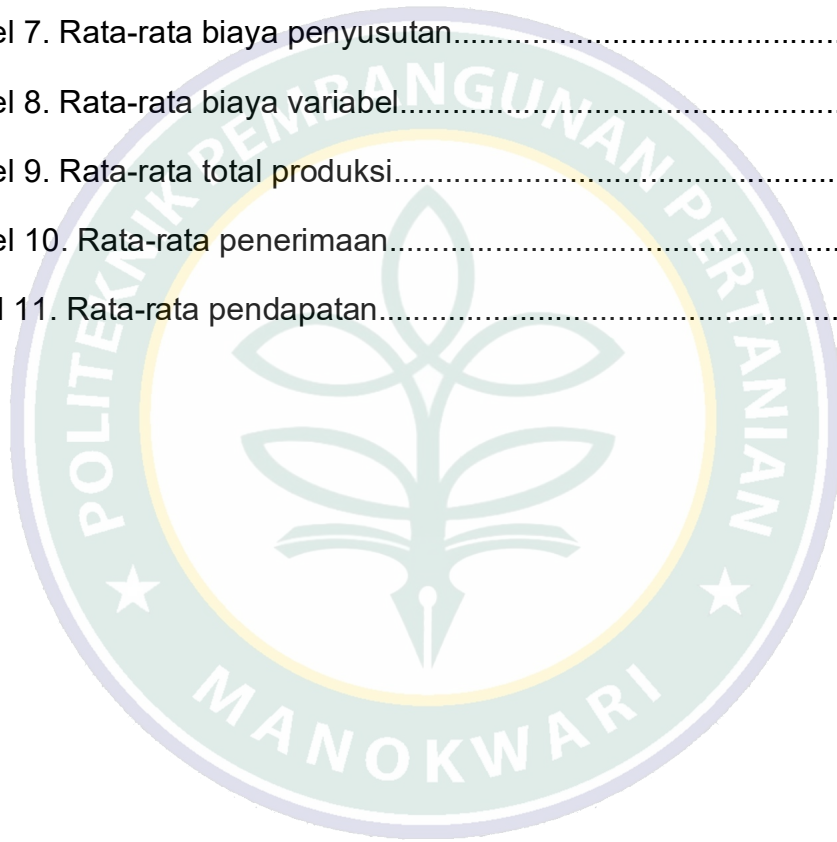 el 7. Rata-rata biaya penyusutan......................................................
el 8. Rata-rata biaya variabel............................................................
el 9. Rata-rata total produksi.............................................................
el 10. Rata-rata penerimaan............................................................
l 11. Rata-rata pendapatan.............................................................
POLITEKNIK PEMBANGUNAN PERTANIAN
MANOKWARI